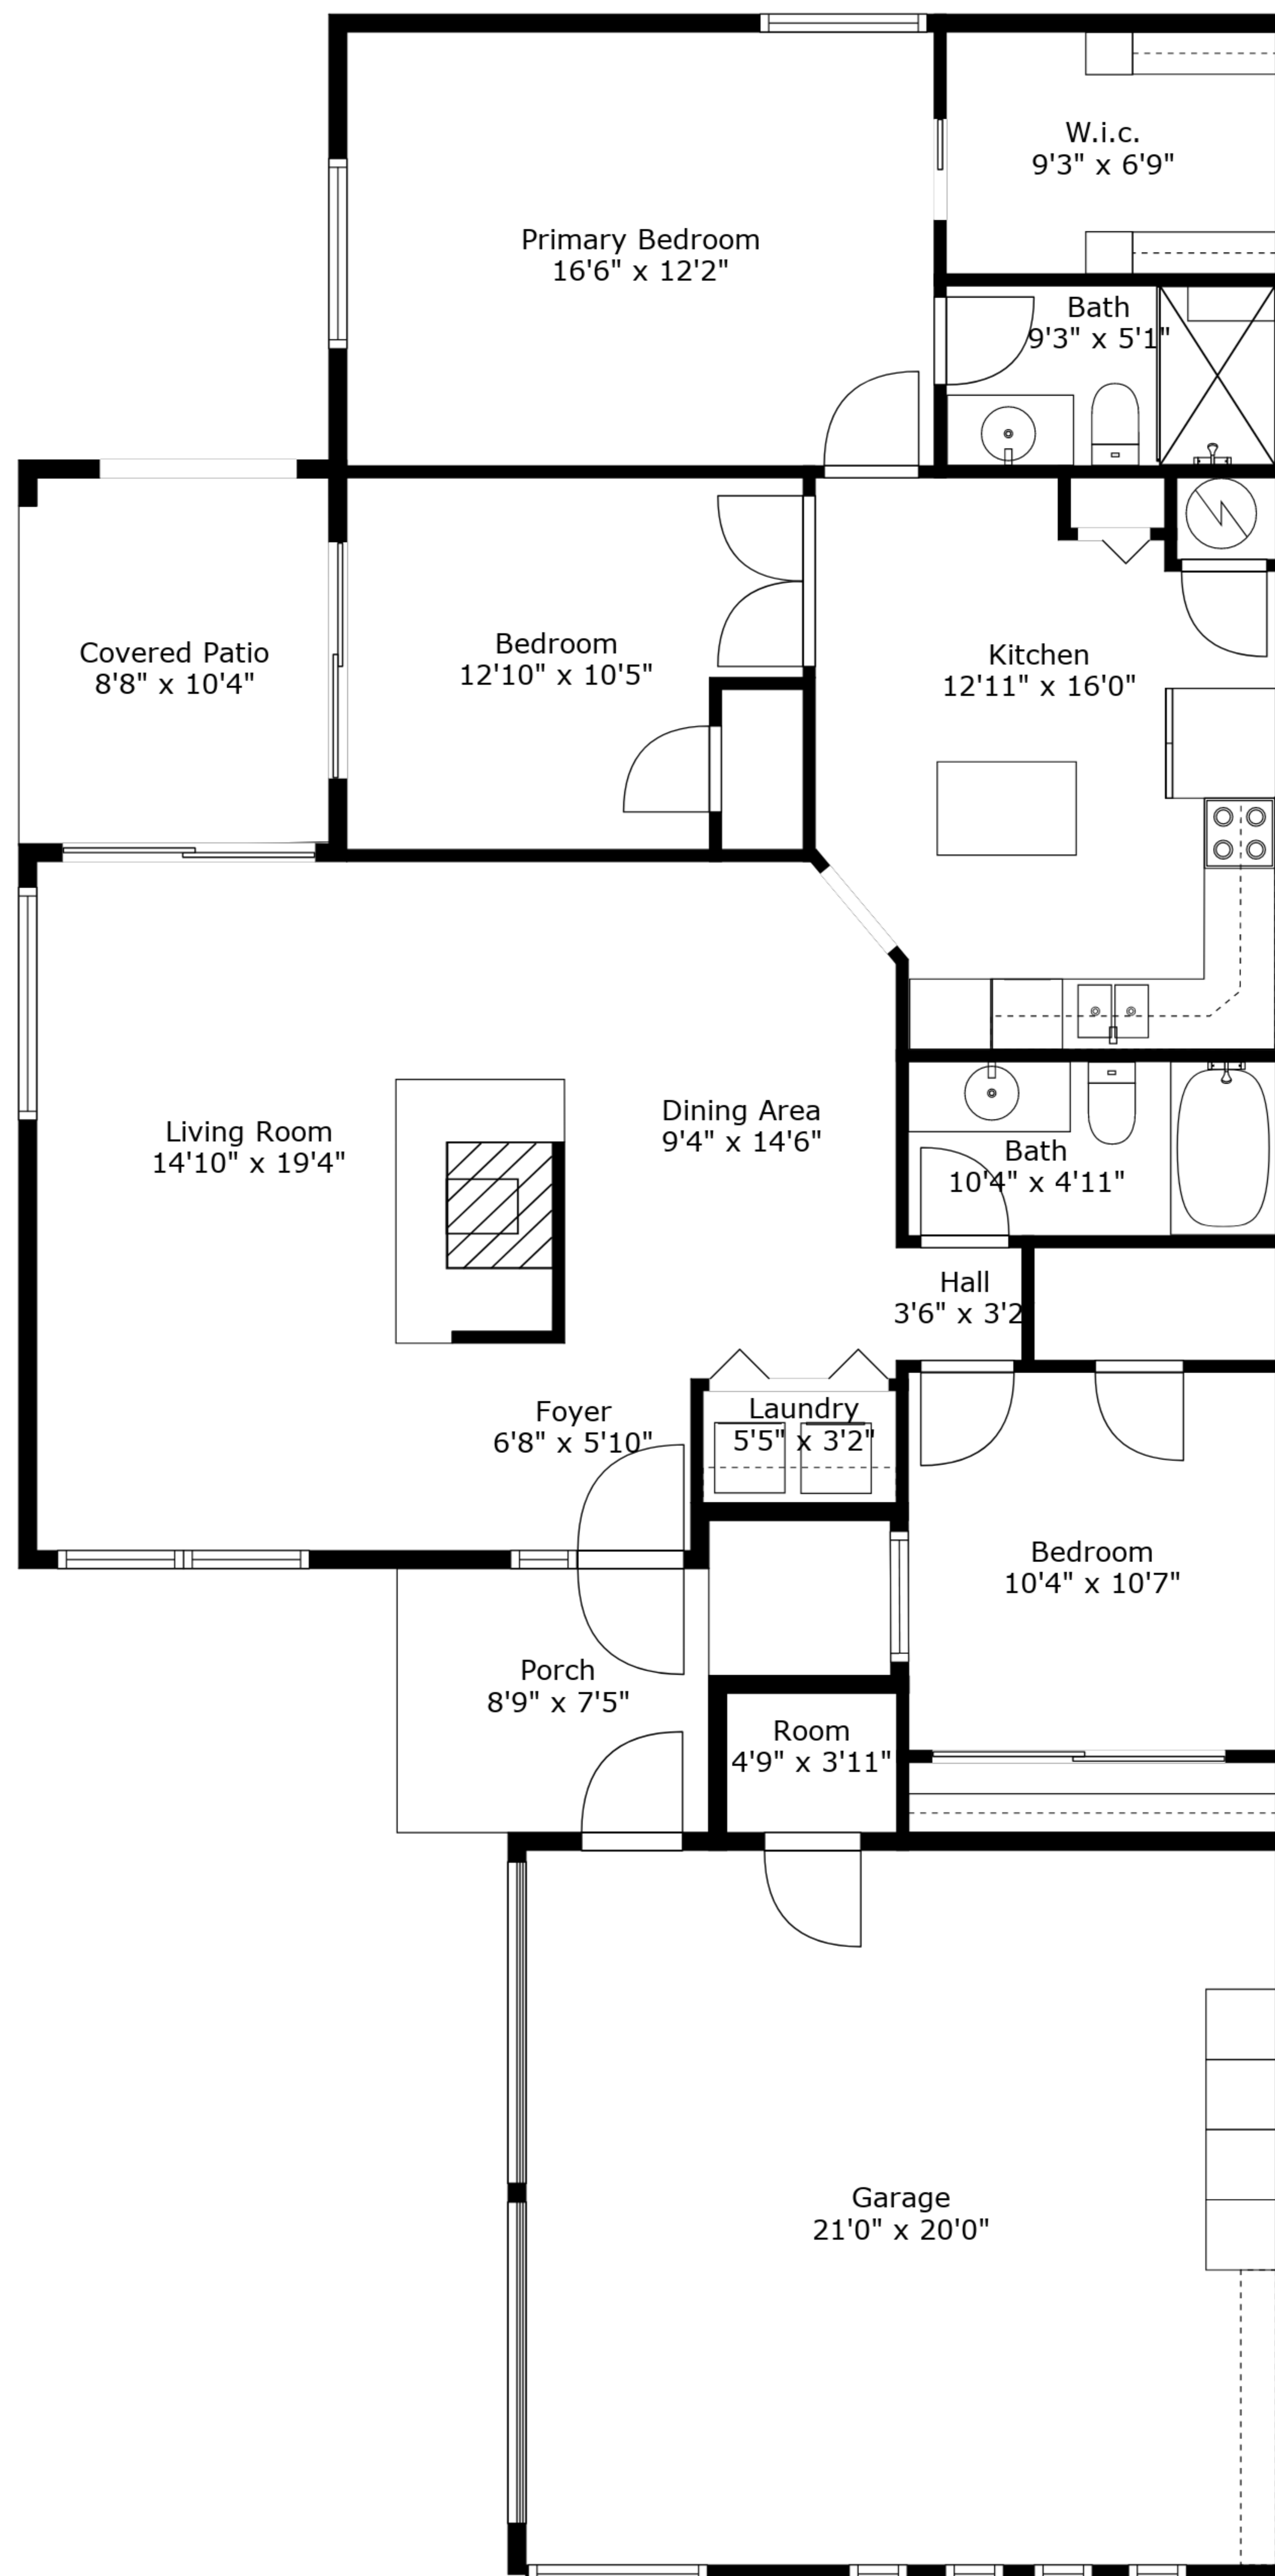 W.i.c.
9'3" x 6'9"
Primary Bedroom
16'6" x 12'2"
Bath
9'3" x 5'1"
Covered Patio
8'8" x 10'4"
Bedroom
12'10" x 10'5"
Kitchen
12'11" x 16'0"
Living Room
14'10" x 19'4"
Dining Area
9'4" x 14'6"
Bath
10'4" x 4'11"
Hall
3'6" x 3'2
Foyer
6'8" x 5'10"
Laundry
5'5" x 3'2"
Bedroom
10'4" x 10'7"
Porch
8'9" x 7'5"
Room
4'9" x 3'11"
Garage
21'0" x 20'0"